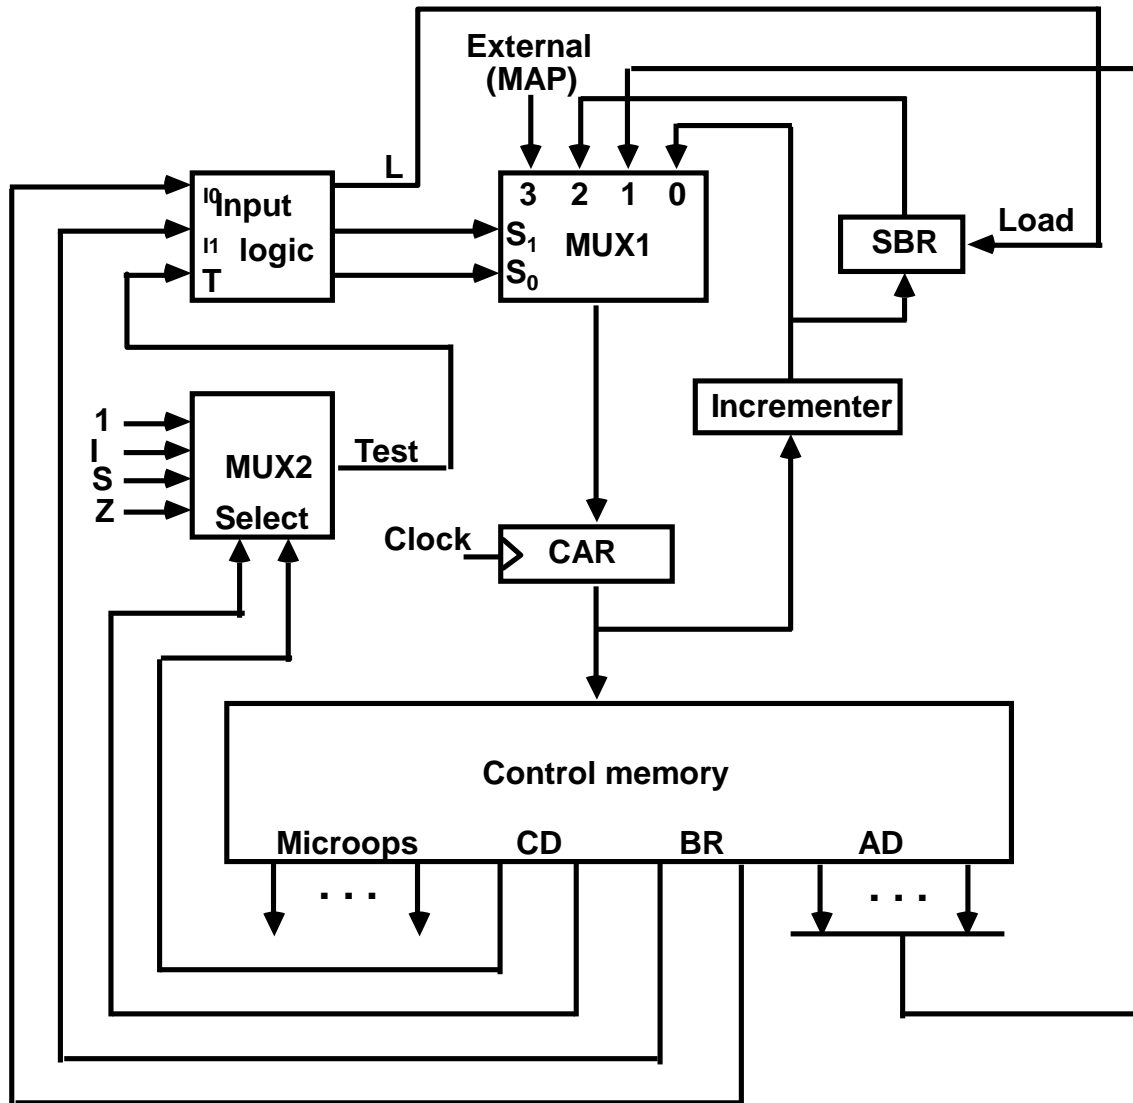 External
(MAP)
L
I0
Input
I1
logic
T
3 2 1 0
S1
MUX1
S0
SBR
Load
Incrementer
1
I
S
Z
MUX2
Select
Test
Clock
CAR
Control memory
Microops CD BR AD
. . .
. . .